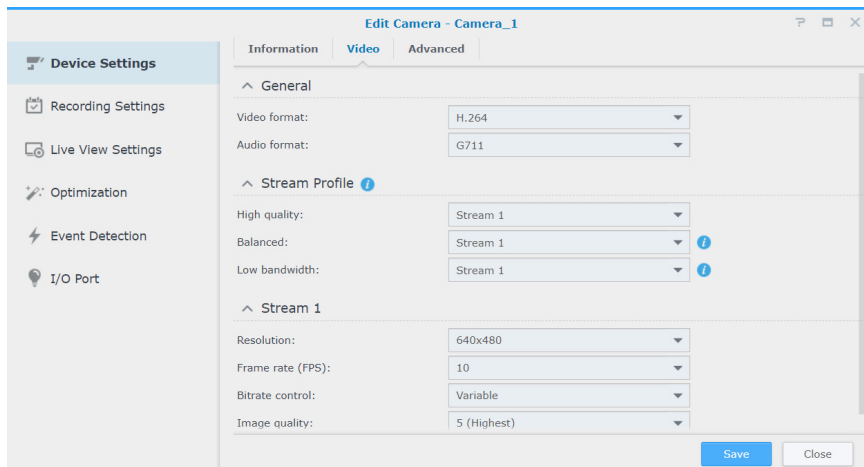 Edit Camera - Camera_1
Device Settings
Recording Settings
Live View Settings
Optimization
Event Detection
I/O Port
Information Video Advanced
General
Video format: H.264
Audio format: G711
Stream Profile
High quality: Stream 1
Balanced: Stream 1
Low bandwidth: Stream 1
Stream 1
Resolution: 640x480
Frame rate (FPS): 10
Bitrate control: Variable
Image quality: 5 (Highest)
Save Close